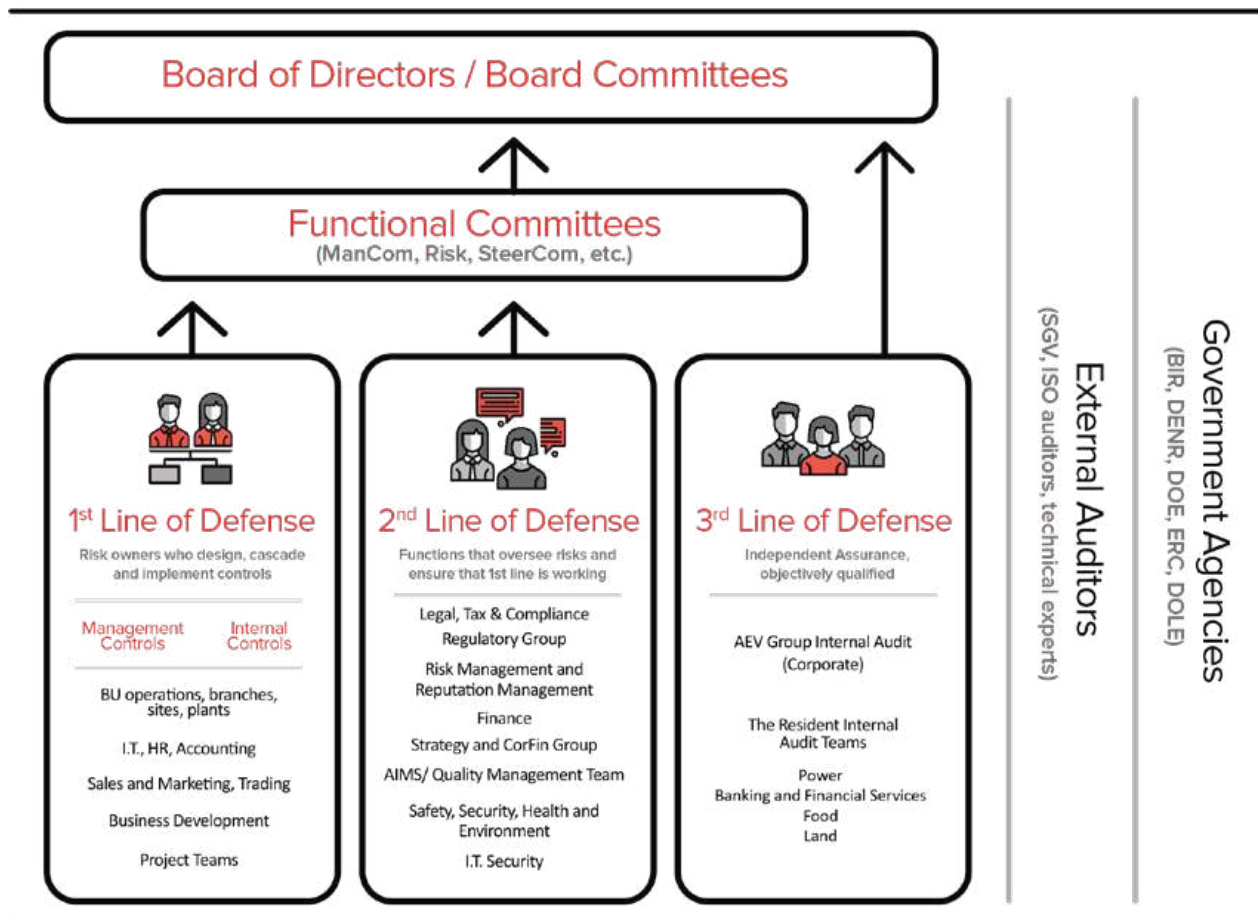 Board of Directors / Board Committees
Functional Committees
(ManCom, Risk, SteerCom, etc.)
1st Line of Defense
Risk owners who design, cascade
and implement controls
Management
Controls
Internal
Controls
BU operations, branches,
sites, plants
I.T., HR, Accounting
Sales and Marketing, Trading
Business Development
Project Teams
2nd Line of Defense
Functions that oversee risks and
ensure that 1st line is working
Legal, Tax & Compliance
Regulatory Group
Risk Management and
Reputation Management
Finance
Strategy and CorFin Group
AIMS/ Quality Management Team
Safety, Security, Health and
Environment
I.T. Security
3rd Line of Defense
Independent Assurance,
objectively qualified
AEV Group Internal Audit
(Corporate)
The Resident Internal
Audit Teams
Power
Banking and Financial Services
Food
Land
External Auditors
(SGV, ISO auditors, technical experts)
Government Agencies
(BIR, DENR, DOE, ERC, DOLE)